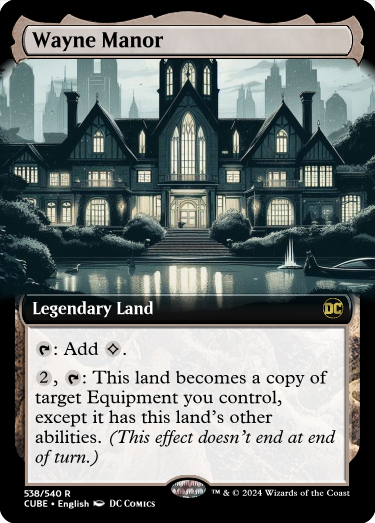 Wayne Manor
Legendary Land
DC
: Add .
2, : This land becomes a copy of
target Equipment you control,
except it has this land's other
abilities. (This effect doesn't end at end
of turn.)
538/540 R
CUBE • English DC Comics
™ & © 2024 Wizards of the Coast